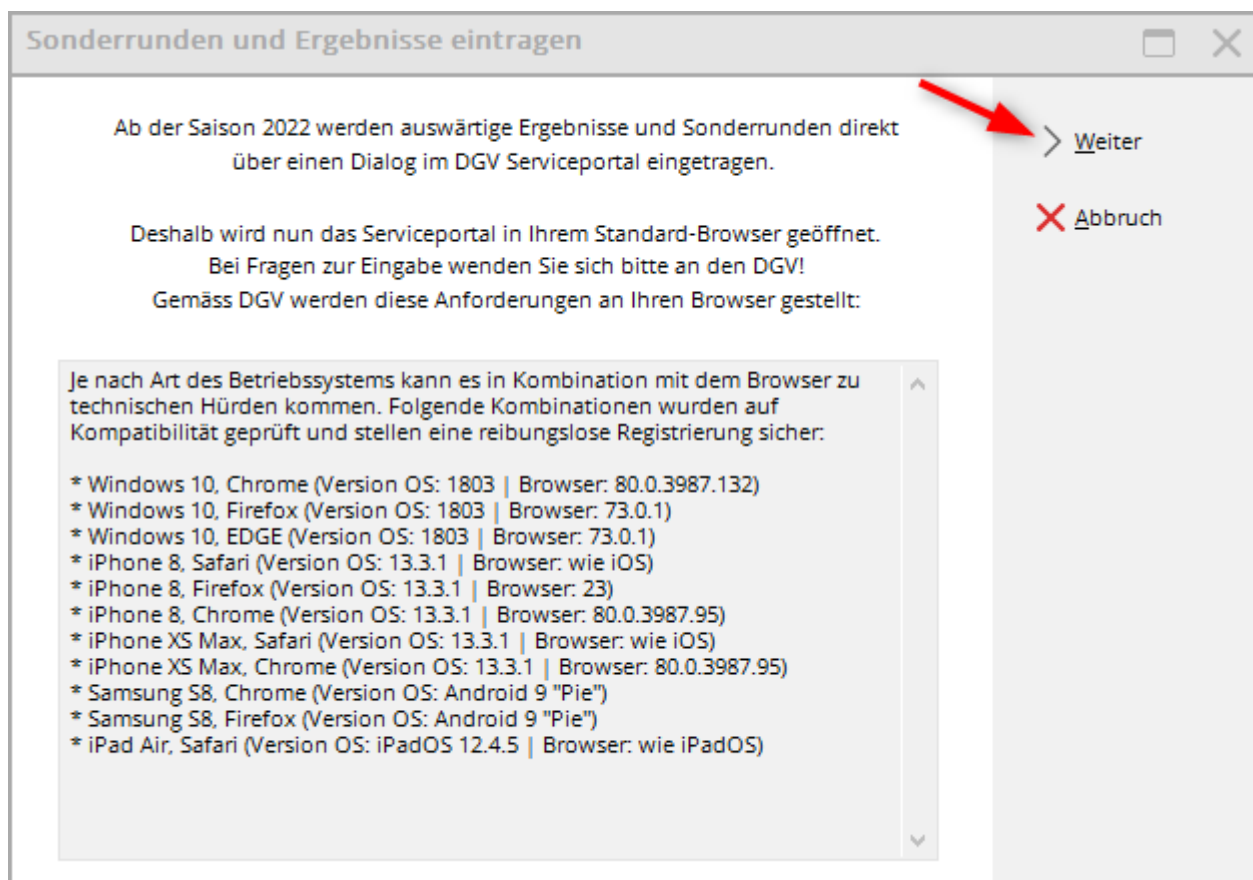 Sonderrunden und Ergebnisse eintragen
Ab der Saison 2022 werden auswärtige Ergebnisse und Sonderrunden direkt
über einen Dialog im DGV Serviceportal eingetragen.
Deshalb wird nun das Serviceportal in Ihrem Standard-Browser geöffnet.
Bei Fragen zur Eingabe wenden Sie sich bitte an den DGV!
Gemäss DGV werden diese Anforderungen an Ihren Browser gestellt:
Je nach Art des Betriebssystems kann es in Kombination mit dem Browser zu
technischen Hürden kommen. Folgende Kombinationen wurden auf
Kompatibilität geprüft und stellen eine reibungslose Registrierung sicher:
* Windows 10, Chrome (Version OS: 1803 | Browser: 80.0.3987.132)
* Windows 10, Firefox (Version OS: 1803 | Browser: 73.0.1)
* Windows 10, EDGE (Version OS: 1803 | Browser: 73.0.1)
* iPhone 8, Safari (Version OS: 13.3.1 | Browser: wie iOS)
* iPhone 8, Firefox (Version OS: 13.3.1 | Browser: 23)
* iPhone 8, Chrome (Version OS: 13.3.1 | Browser: 80.0.3987.95)
* iPhone XS Max, Safari (Version OS: 13.3.1 | Browser: wie iOS)
* iPhone XS Max, Chrome (Version OS: 13.3.1 | Browser: 80.0.3987.95)
* Samsung S8, Chrome (Version OS: Android 9 "Pie")
* Samsung S8, Firefox (Version OS: Android 9 "Pie")
* iPad Air, Safari (Version OS: iPadOS 12.4.5 | Browser: wie iPadOS)
Weiter
Abbruch